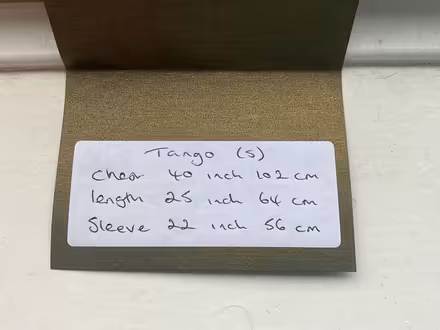 Tango (S)
Chest 40 inch 102 cm
length 25 inch 64 cm
Sleeve 22 inch 56 cm